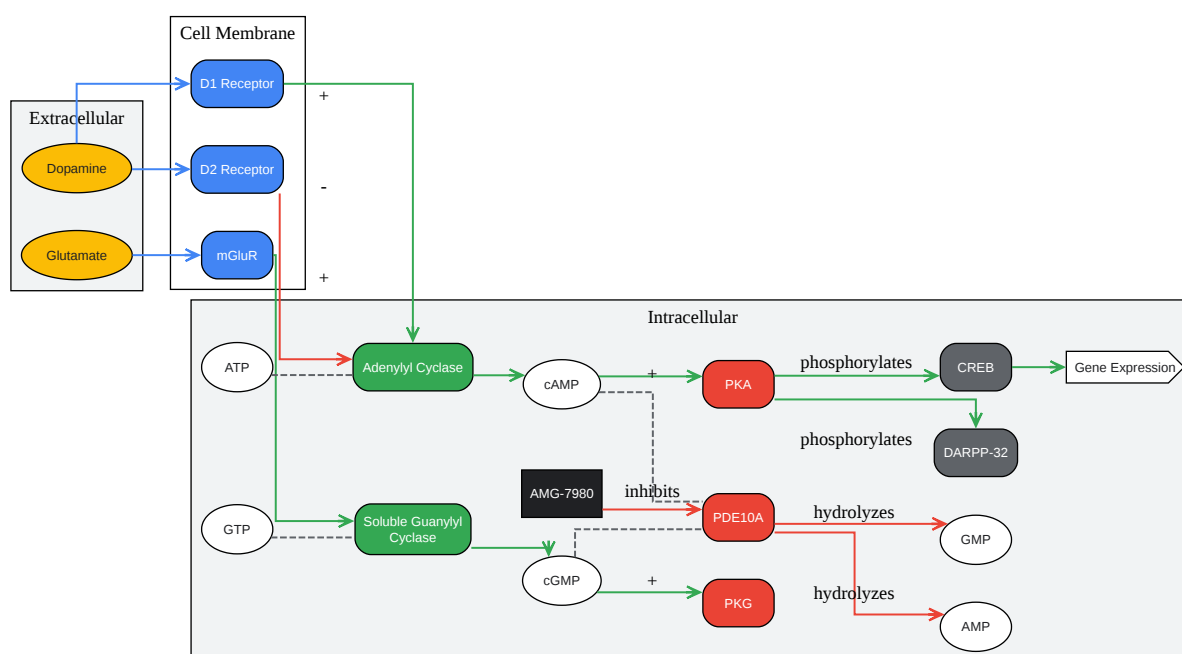 Cell Membrane
D1 Receptor
+
Extracellular
Dopamine
D2 Receptor
-
Glutamate
mGluR
+
Intracellular
ATP
Adenylyl Cyclase
cAMP
+
PKA
phosphorylates
CREB
Gene Expression
phosphorylates
DARPP-32
AMG-7980
inhibits
PDE10A
hydrolyzes
GMP
GTP
Soluble Guanylyl
Cyclase
cGMP
+
PKG
hydrolyzes
AMP